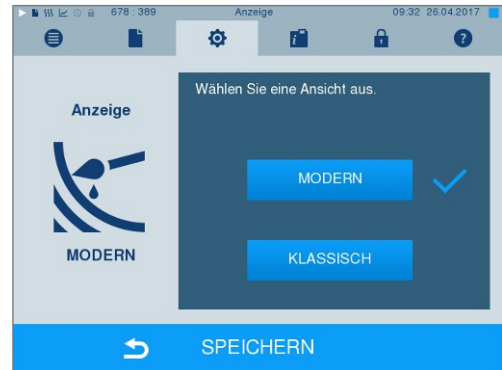 678 : 389 Anzeige 09:32 26.04.2017
Anzeige
MODERN
Wählen Sie eine Ansicht aus.
MODERN
KLASSISCH
SPEICHERN